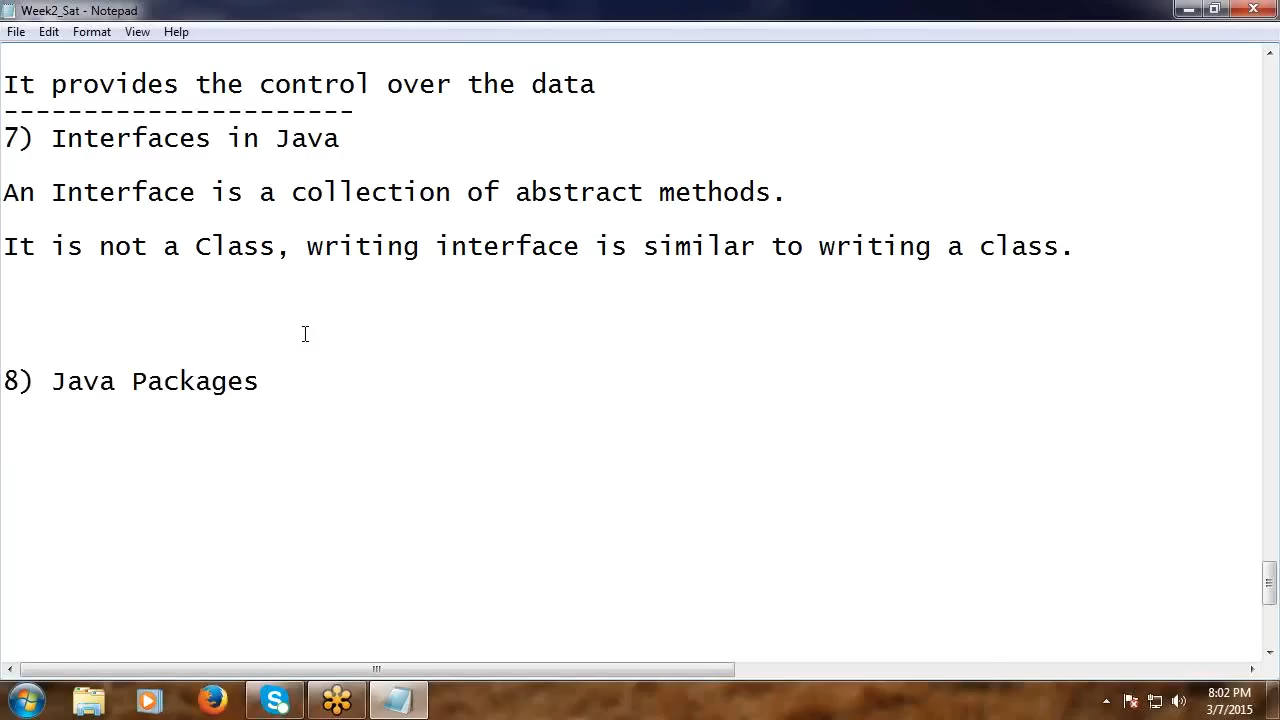 Week2_Sat - Notepad
File Edit Format View Help
It provides the control over the data
----------------------
7) Interfaces in Java
An Interface is a collection of abstract methods.
It is not a Class, writing interface is similar to writing a class.
8) Java Packages
8:02 PM
3/7/2015